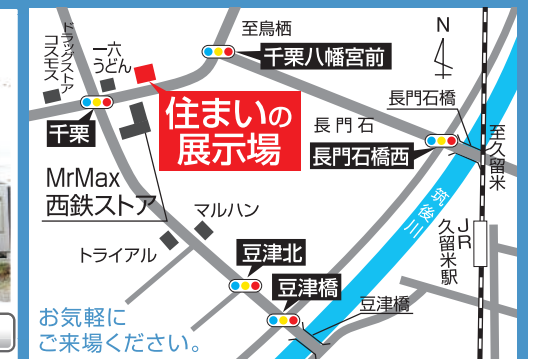 至鳥栖
N
ドラッグストア
コスモス
一六
うどん
千栗八幡宮前
長門石橋
住まいの
展示場
千栗
長門石
長門石橋西
至久留米
MrMax
西鉄ストア
マルハン
筑後川
JR
久留米駅
トライアル
豆津北
豆津橋
豆津橋
お気軽に
ご来場ください。